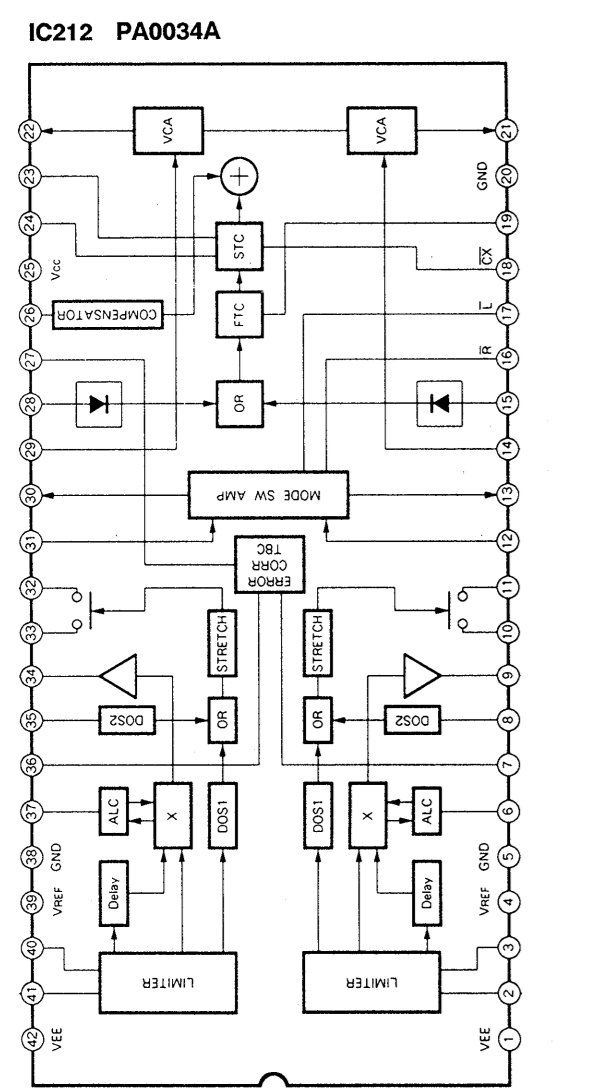 IC212 PA0034A
22
VCA
VCA
21
23
GND
20
24
STC
19
25
Vcc
CX
18
26
COMPENSATOR
FTC
L
17
27
R
16
28
OR
15
29
14
30
MODE SW AMP
13
31
12
ERROR
CORR
TBC
32
11
33
STRETCH
STRETCH
10
34
9
35
DOS2
OR
OR
DOS2
8
36
7
37
ALC
X
DOS1
DOS1
X
ALC
6
38
GND
GND
5
39
VREF
Delay
Delay
VREF
4
40
3
41
LIMITER
LIMITER
2
42
VEE
VEE
1